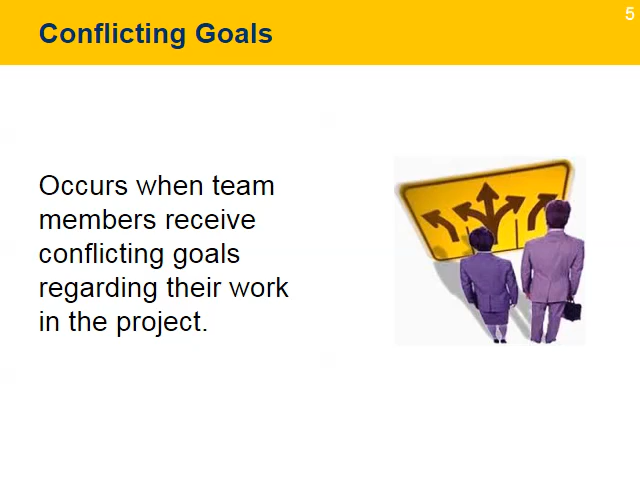 5
Conflicting Goals
Occurs when team
members receive
conflicting goals
regarding their work
in the project.